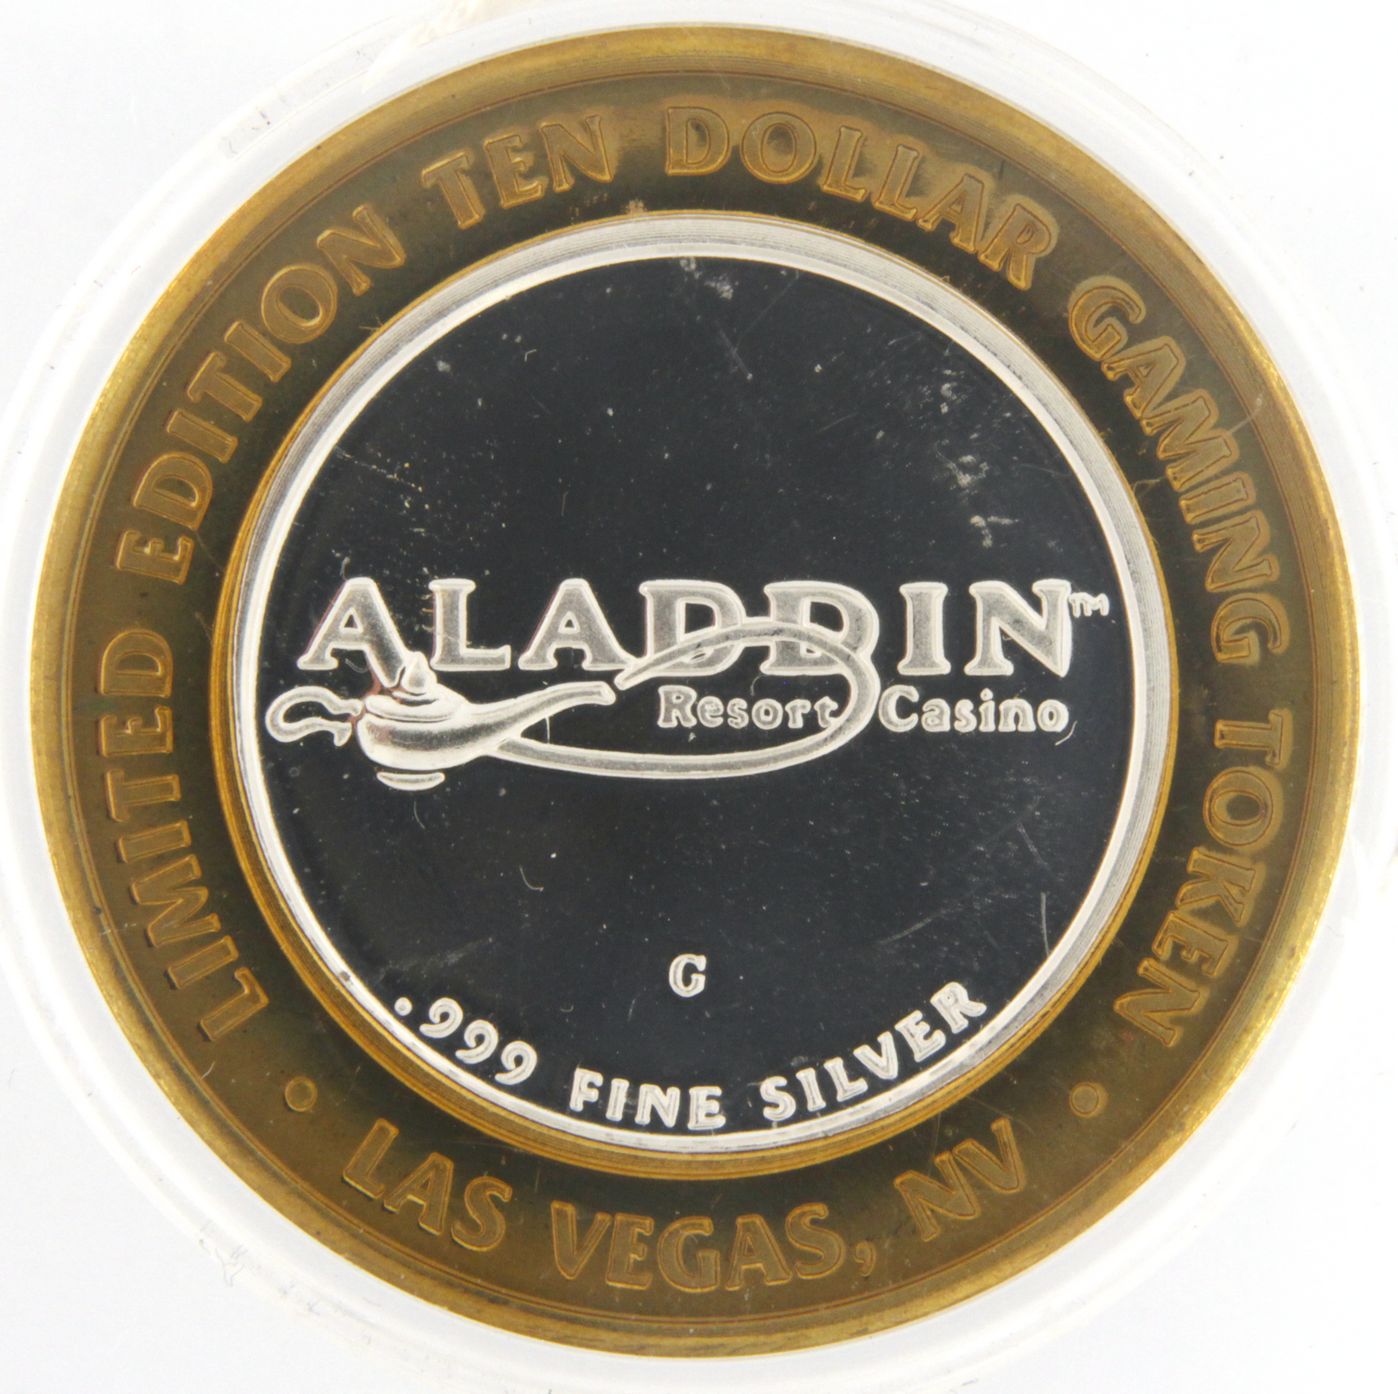 LIMITED EDITION TEN DOLLAR GAMING TOKEN
ALADDIN™
Resort Casino
G
.999 FINE SILVER
• LAS VEGAS, NV •